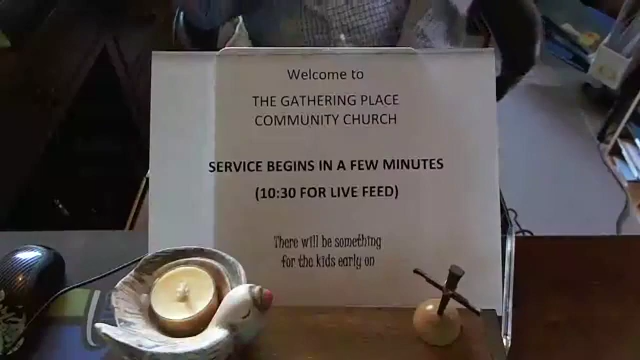 Welcome to
THE GATHERING PLACE
COMMUNITY CHURCH
SERVICE BEGINS IN A FEW MINUTES
(10:30 FOR LIVE FEED)
There will be something
for the kids early on